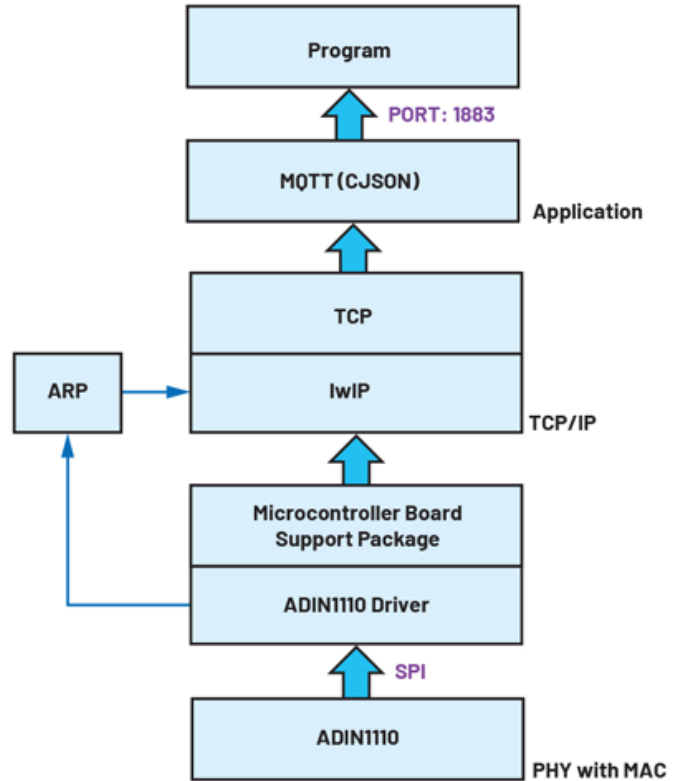 Program
PORT: 1883
MQTT (CJSON)
Application
TCP
ARP
IwIP
TCP/IP
Microcontroller Board
Support Package
ADIN1110 Driver
SPI
ADIN1110
PHY with MAC